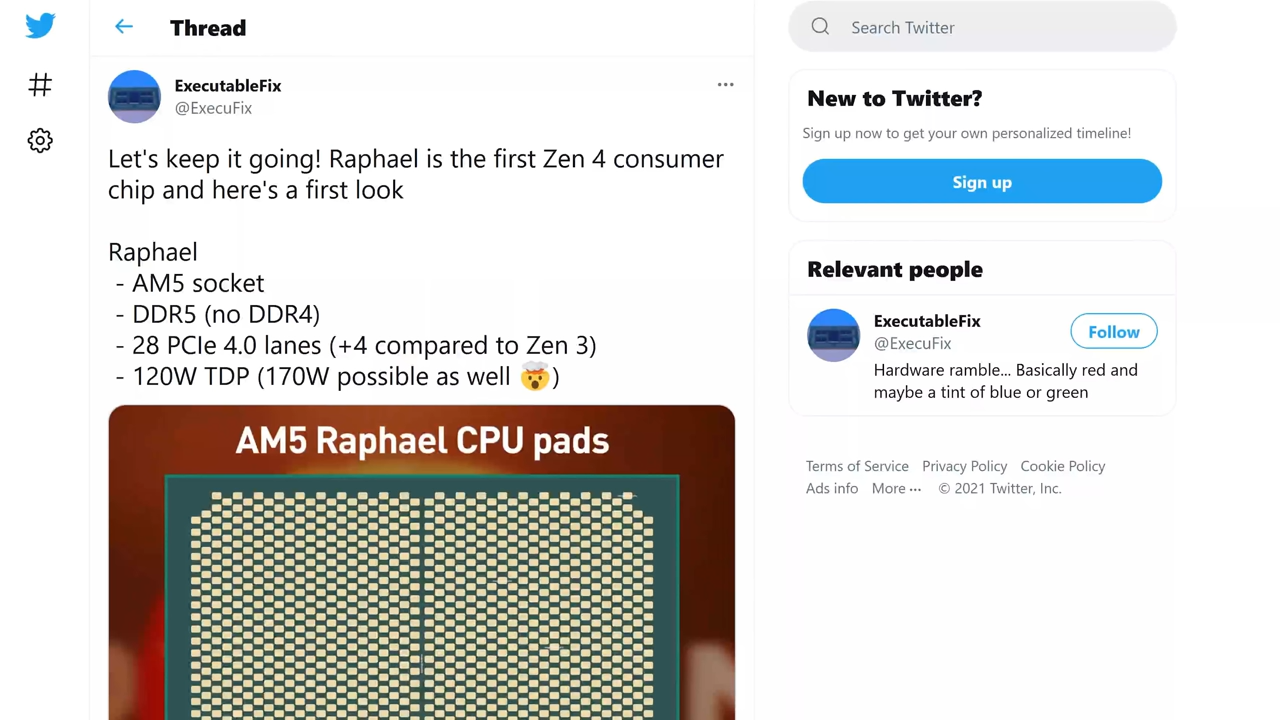 Thread
Search Twitter
ExecutableFix
@ExecuFix
Let's keep it going! Raphael is the first Zen 4 consumer
chip and here's a first look
Raphael
- AM5 socket
- DDR5 (no DDR4)
- 28 PCIe 4.0 lanes (+4 compared to Zen 3)
- 120W TDP (170W possible as well 🤯)
AM5 Raphael CPU pads
New to Twitter?
Sign up now to get your own personalized timeline!
Sign up
Relevant people
ExecutableFix
@ExecuFix
Follow
Hardware ramble... Basically red and
maybe a tint of blue or green
Terms of Service Privacy Policy Cookie Policy
Ads info More ··· © 2021 Twitter, Inc.